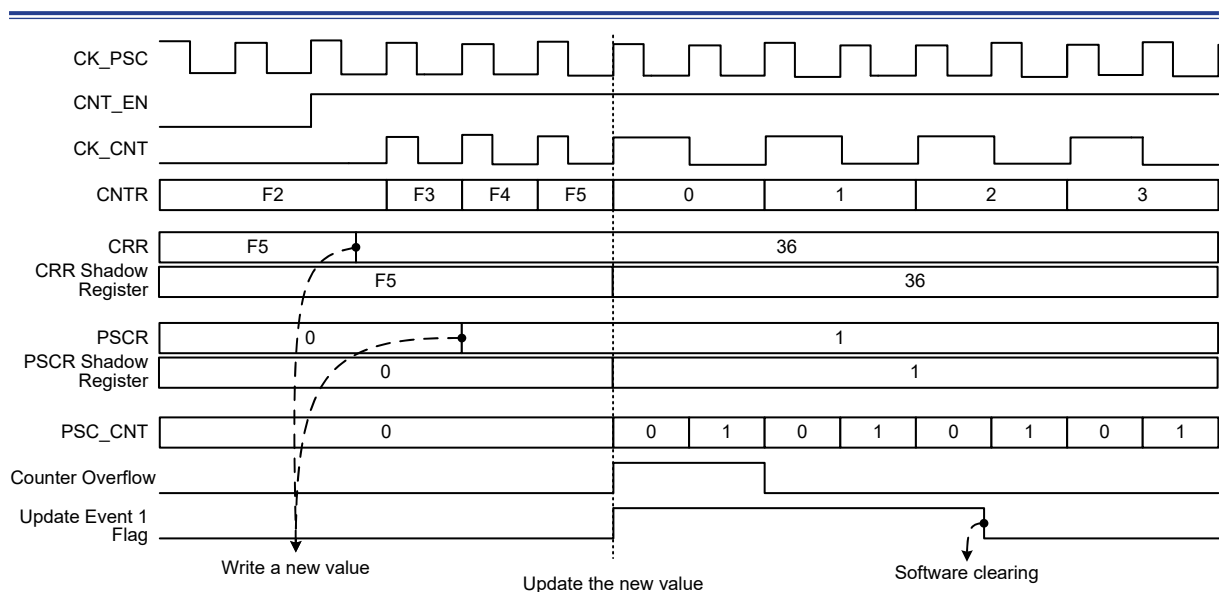 CK_PSC
CNT_EN
CK_CNT
CNTR F2 F3 F4 F5 0 1 2 3
CRR F5 36
CRR Shadow
Register F5 36
PSCR 0 1
PSCR Shadow
Register 0 1
PSC_CNT 0 0 1 0 1 0 1 0 1
Counter Overflow
Update Event 1
Flag
Write a new value
Update the new value
Software clearing